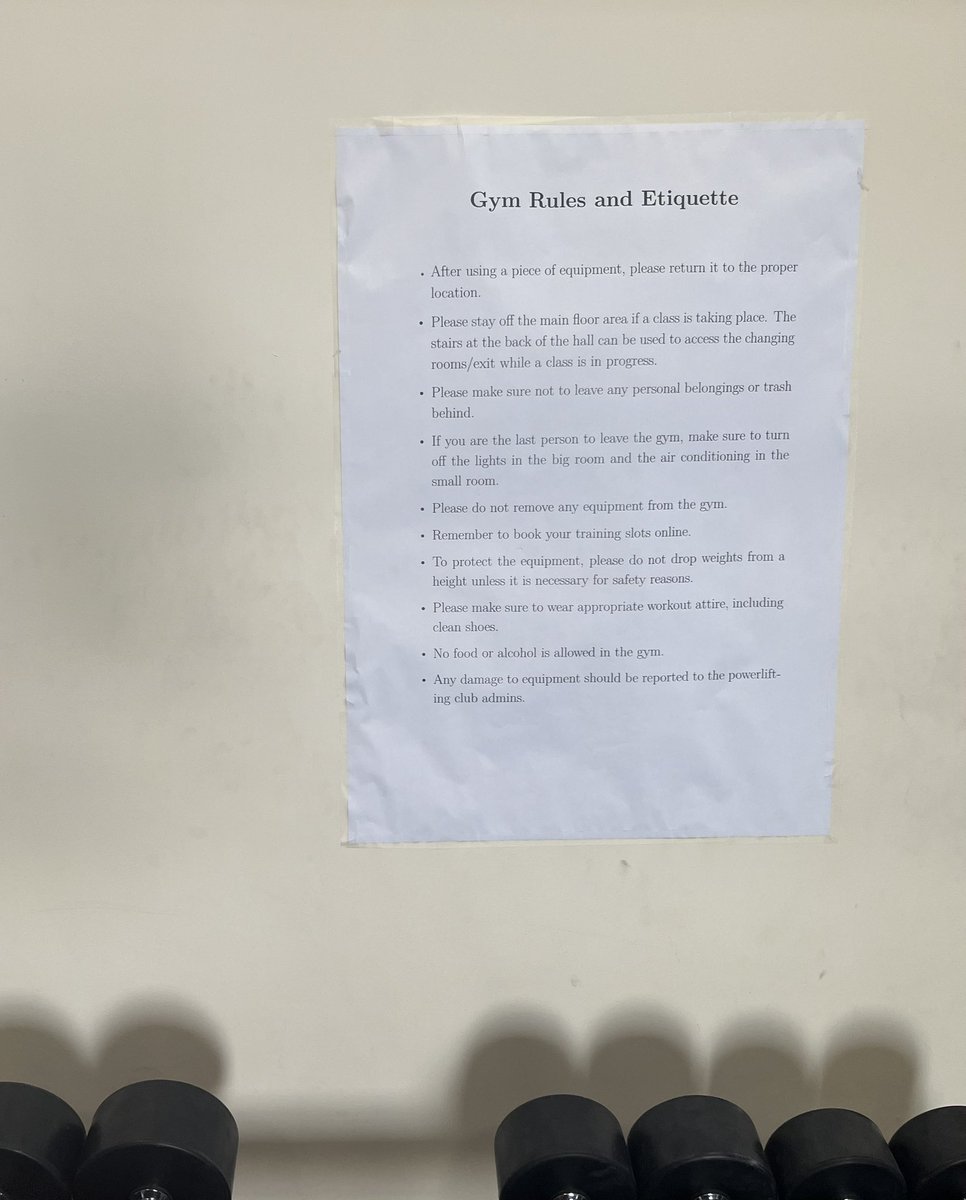 Gym Rules and Etiquette
• After using a piece of equipment, please return it to the proper
location.
• Please stay off the main floor area if a class is taking place. The
stairs at the back of the hall can be used to access the changing
rooms/exit while a class is in progress.
• Please make sure not to leave any personal belongings or trash
behind.
• If you are the last person to leave the gym, make sure to turn
off the lights in the big room and the air conditioning in the
small room.
• Please do not remove any equipment from the gym.
• Remember to book your training slots online.
• To protect the equipment, please do not drop weights from a
height unless it is necessary for safety reasons.
• Please make sure to wear appropriate workout attire, including
clean shoes.
• No food or alcohol is allowed in the gym.
• Any damage to equipment should be reported to the powerlift-
ing club admins.